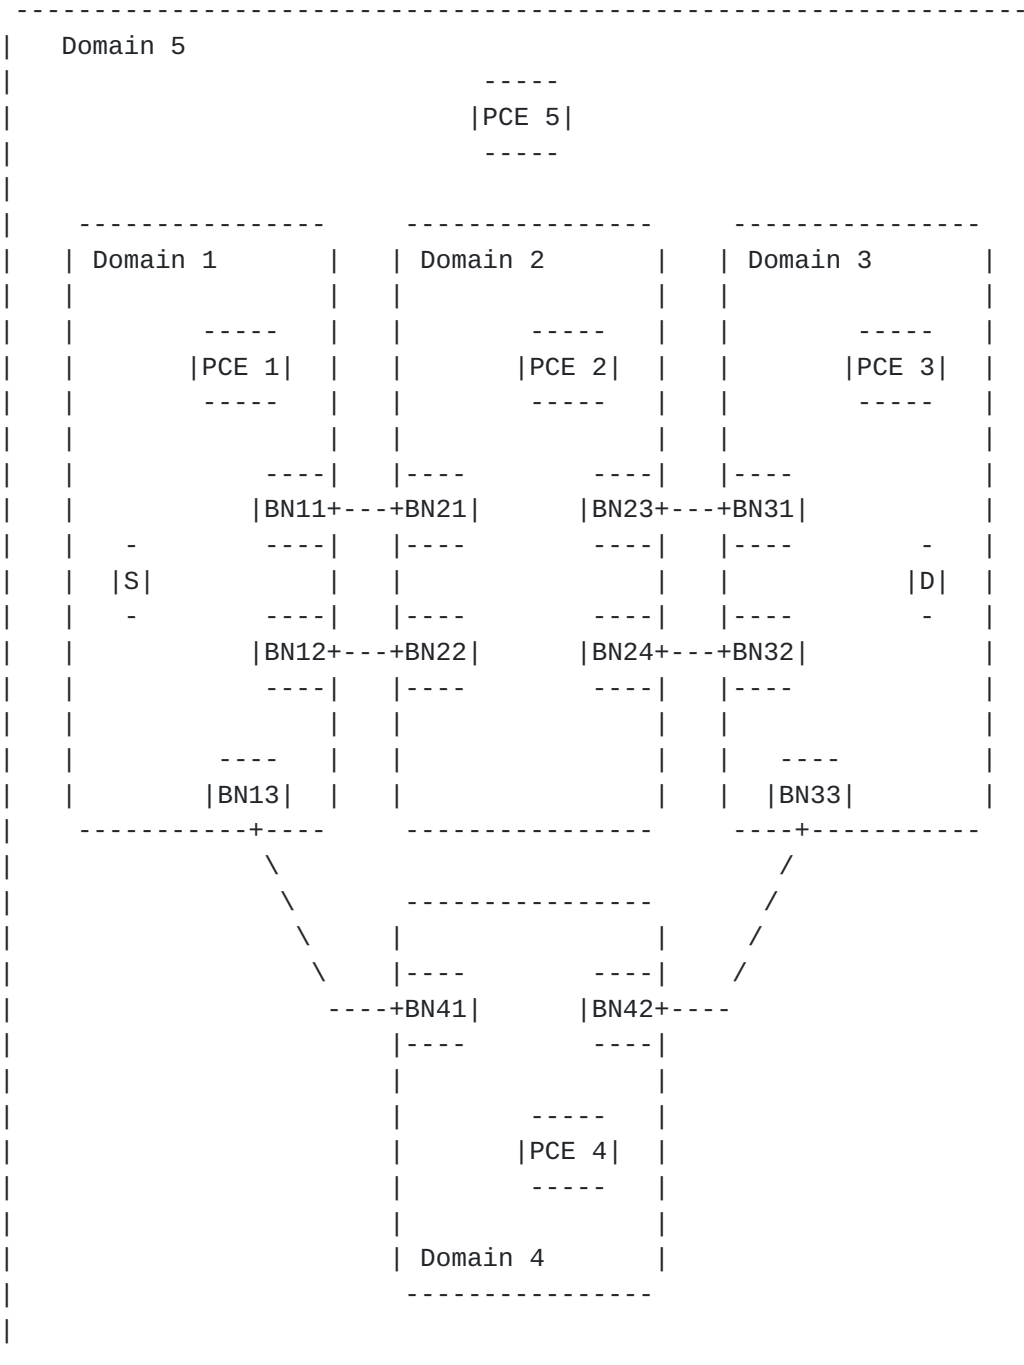 Domain 5
PCE 5
Domain 1 Domain 2 Domain 3
PCE 1 PCE 2 PCE 3
BN11 BN21 BN23 BN31
S D
BN12 BN22 BN24 BN32
BN13 BN33
BN41 BN42
PCE 4
Domain 4